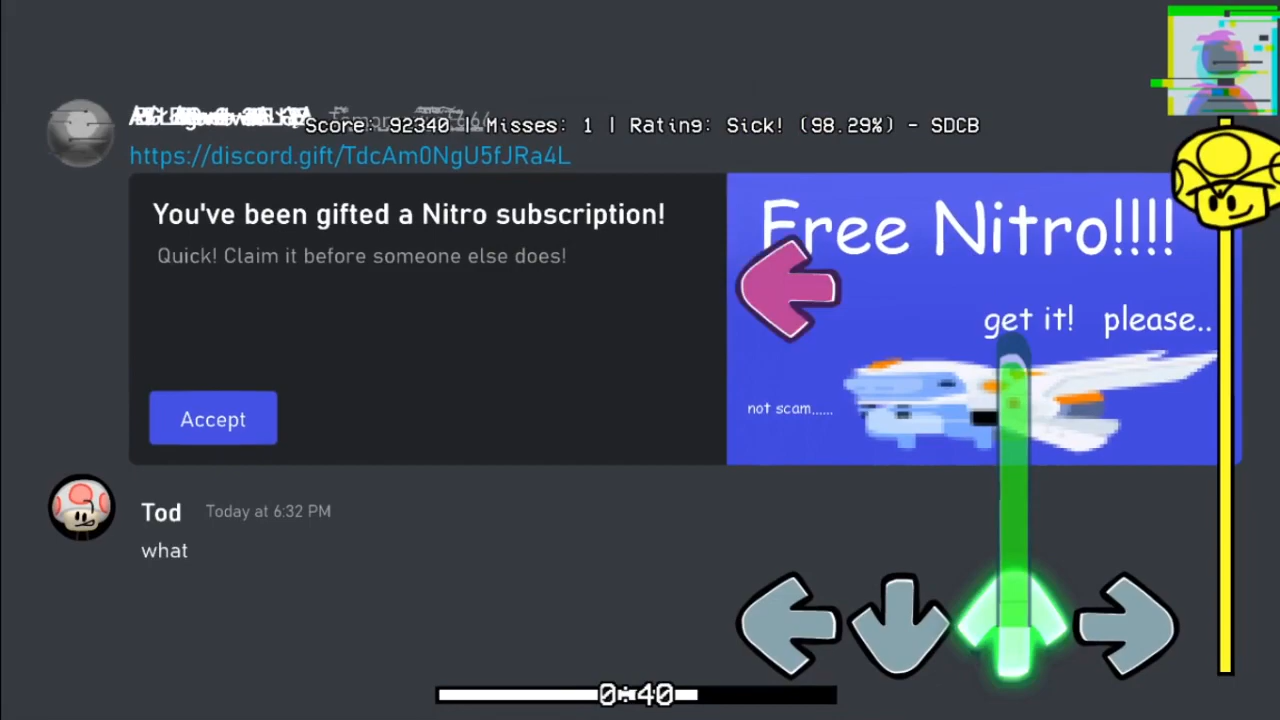 Score: 92340 | Misses: 1 | Rating: Sick! (98.29%) - SDCB
https://discord.gift/TdcAm0NgU5fJRa4L
You've been gifted a Nitro subscription!
Quick! Claim it before someone else does!
Accept
Free Nitro!!!!
get it! please..
not scam......
Tod Today at 6:32 PM
what
0:40